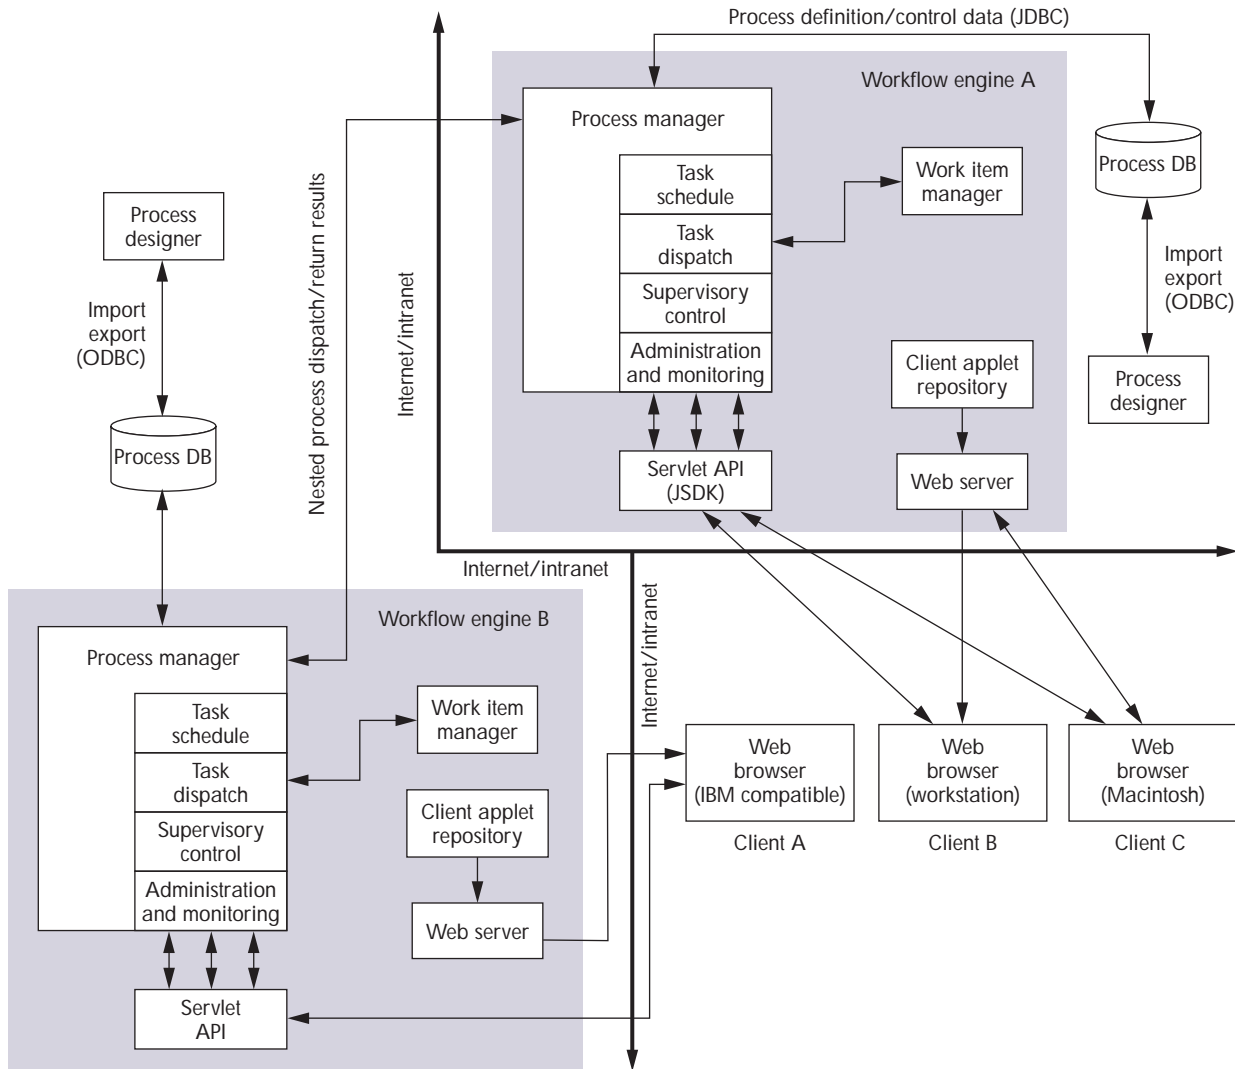 Process definition/control data (JDBC)
Workflow engine A
Process manager
Task
schedule
Task
dispatch
Supervisory
control
Administration
and monitoring
Work item
manager
Client applet
repository
Servlet API
(JSDK)
Web server
Process DB
Import
export
(ODBC)
Process
designer
Internet/intranet
Nested process dispatch/return results
Process
designer
Import
export
(ODBC)
Process DB
Internet/intranet
Internet/intranet
Workflow engine B
Process manager
Task
schedule
Task
dispatch
Supervisory
control
Administration
and monitoring
Work item
manager
Client applet
repository
Web server
Servlet
API
Web
browser
(IBM compatible)
Client A
Web
browser
(workstation)
Client B
Web
browser
(Macintosh)
Client C